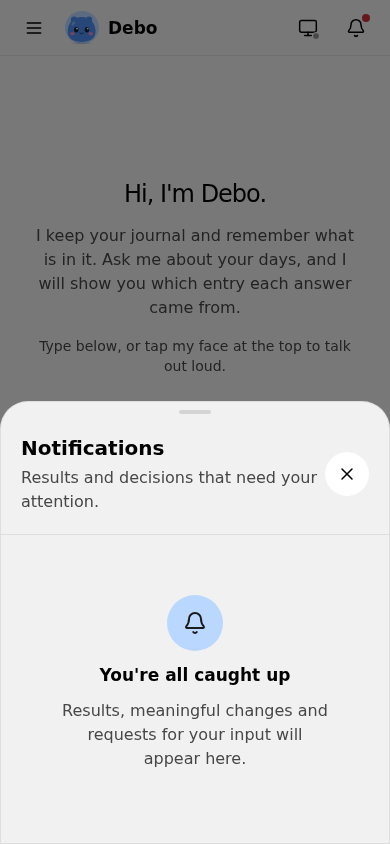 Debo
Hi, I'm Debo.
I keep your journal and remember what
is in it. Ask me about your days, and I
will show you which entry each answer
came from.
Type below, or tap my face at the top to talk
out loud.
Notifications
Results and decisions that need your
attention.
You're all caught up
Results, meaningful changes and
requests for your input will
appear here.